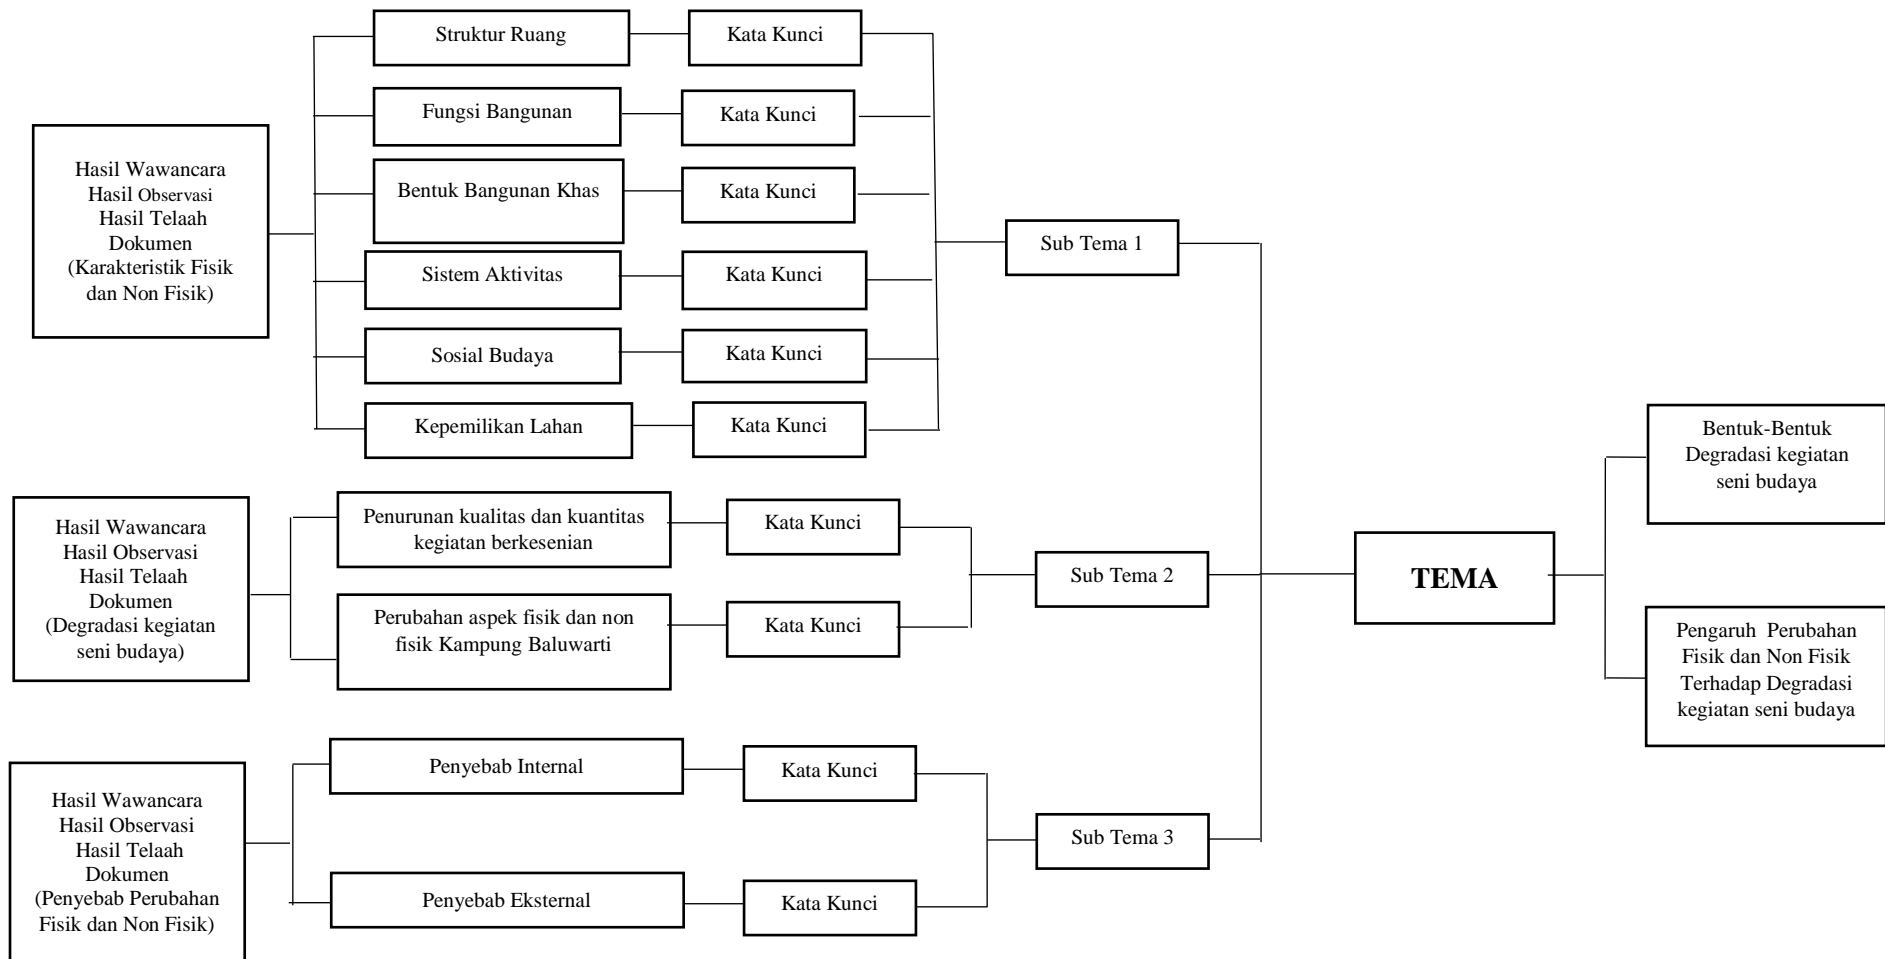 Struktur Ruang
Kata Kunci
Fungsi Bangunan
Kata Kunci
Hasil Wawancara
Hasil Observasi
Hasil Telaah
Dokumen
(Karakteristik Fisik
dan Non Fisik)
Bentuk Bangunan Khas
Kata Kunci
Sistem Aktivitas
Kata Kunci
Sosial Budaya
Kata Kunci
Kepemilikan Lahan
Kata Kunci
Sub Tema 1
Hasil Wawancara
Hasil Observasi
Hasil Telaah
Dokumen
(Degradasi kegiatan
seni budaya)
Penurunan kualitas dan kuantitas
kegiatan berkesenian
Kata Kunci
Perubahan aspek fisik dan non
fisik Kampung Baluwarti
Kata Kunci
Sub Tema 2
Hasil Wawancara
Hasil Observasi
Hasil Telaah
Dokumen
(Penyebab Perubahan
Fisik dan Non Fisik)
Penyebab Internal
Kata Kunci
Penyebab Eksternal
Kata Kunci
Sub Tema 3
TEMA
Bentuk-Bentuk
Degradasi kegiatan
seni budaya
Pengaruh Perubahan
Fisik dan Non Fisik
Terhadap Degradasi
kegiatan seni budaya